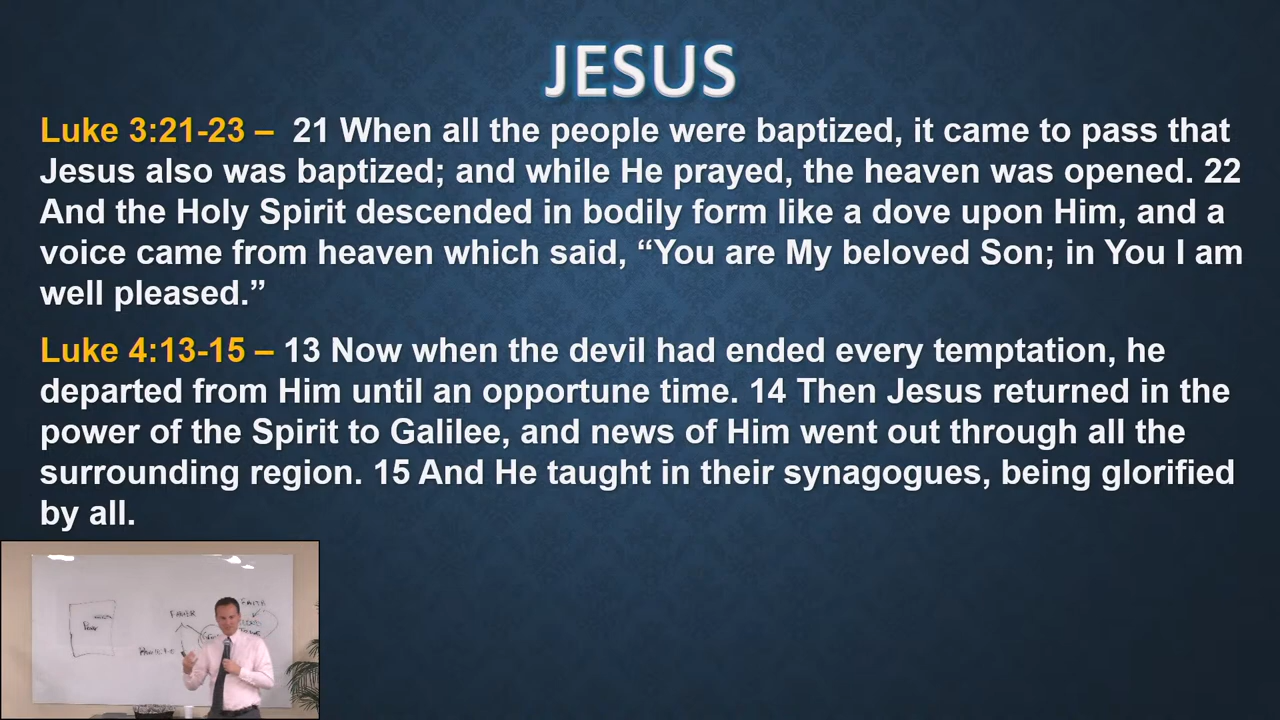 JESUS
Luke 3:21-23 – 21 When all the people were baptized, it came to pass that
Jesus also was baptized; and while He prayed, the heaven was opened. 22
And the Holy Spirit descended in bodily form like a dove upon Him, and a
voice came from heaven which said, “You are My beloved Son; in You I am
well pleased.”
Luke 4:13-15 – 13 Now when the devil had ended every temptation, he
departed from Him until an opportune time. 14 Then Jesus returned in the
power of the Spirit to Galilee, and news of Him went out through all the
surrounding region. 15 And He taught in their synagogues, being glorified
by all.
FAITH